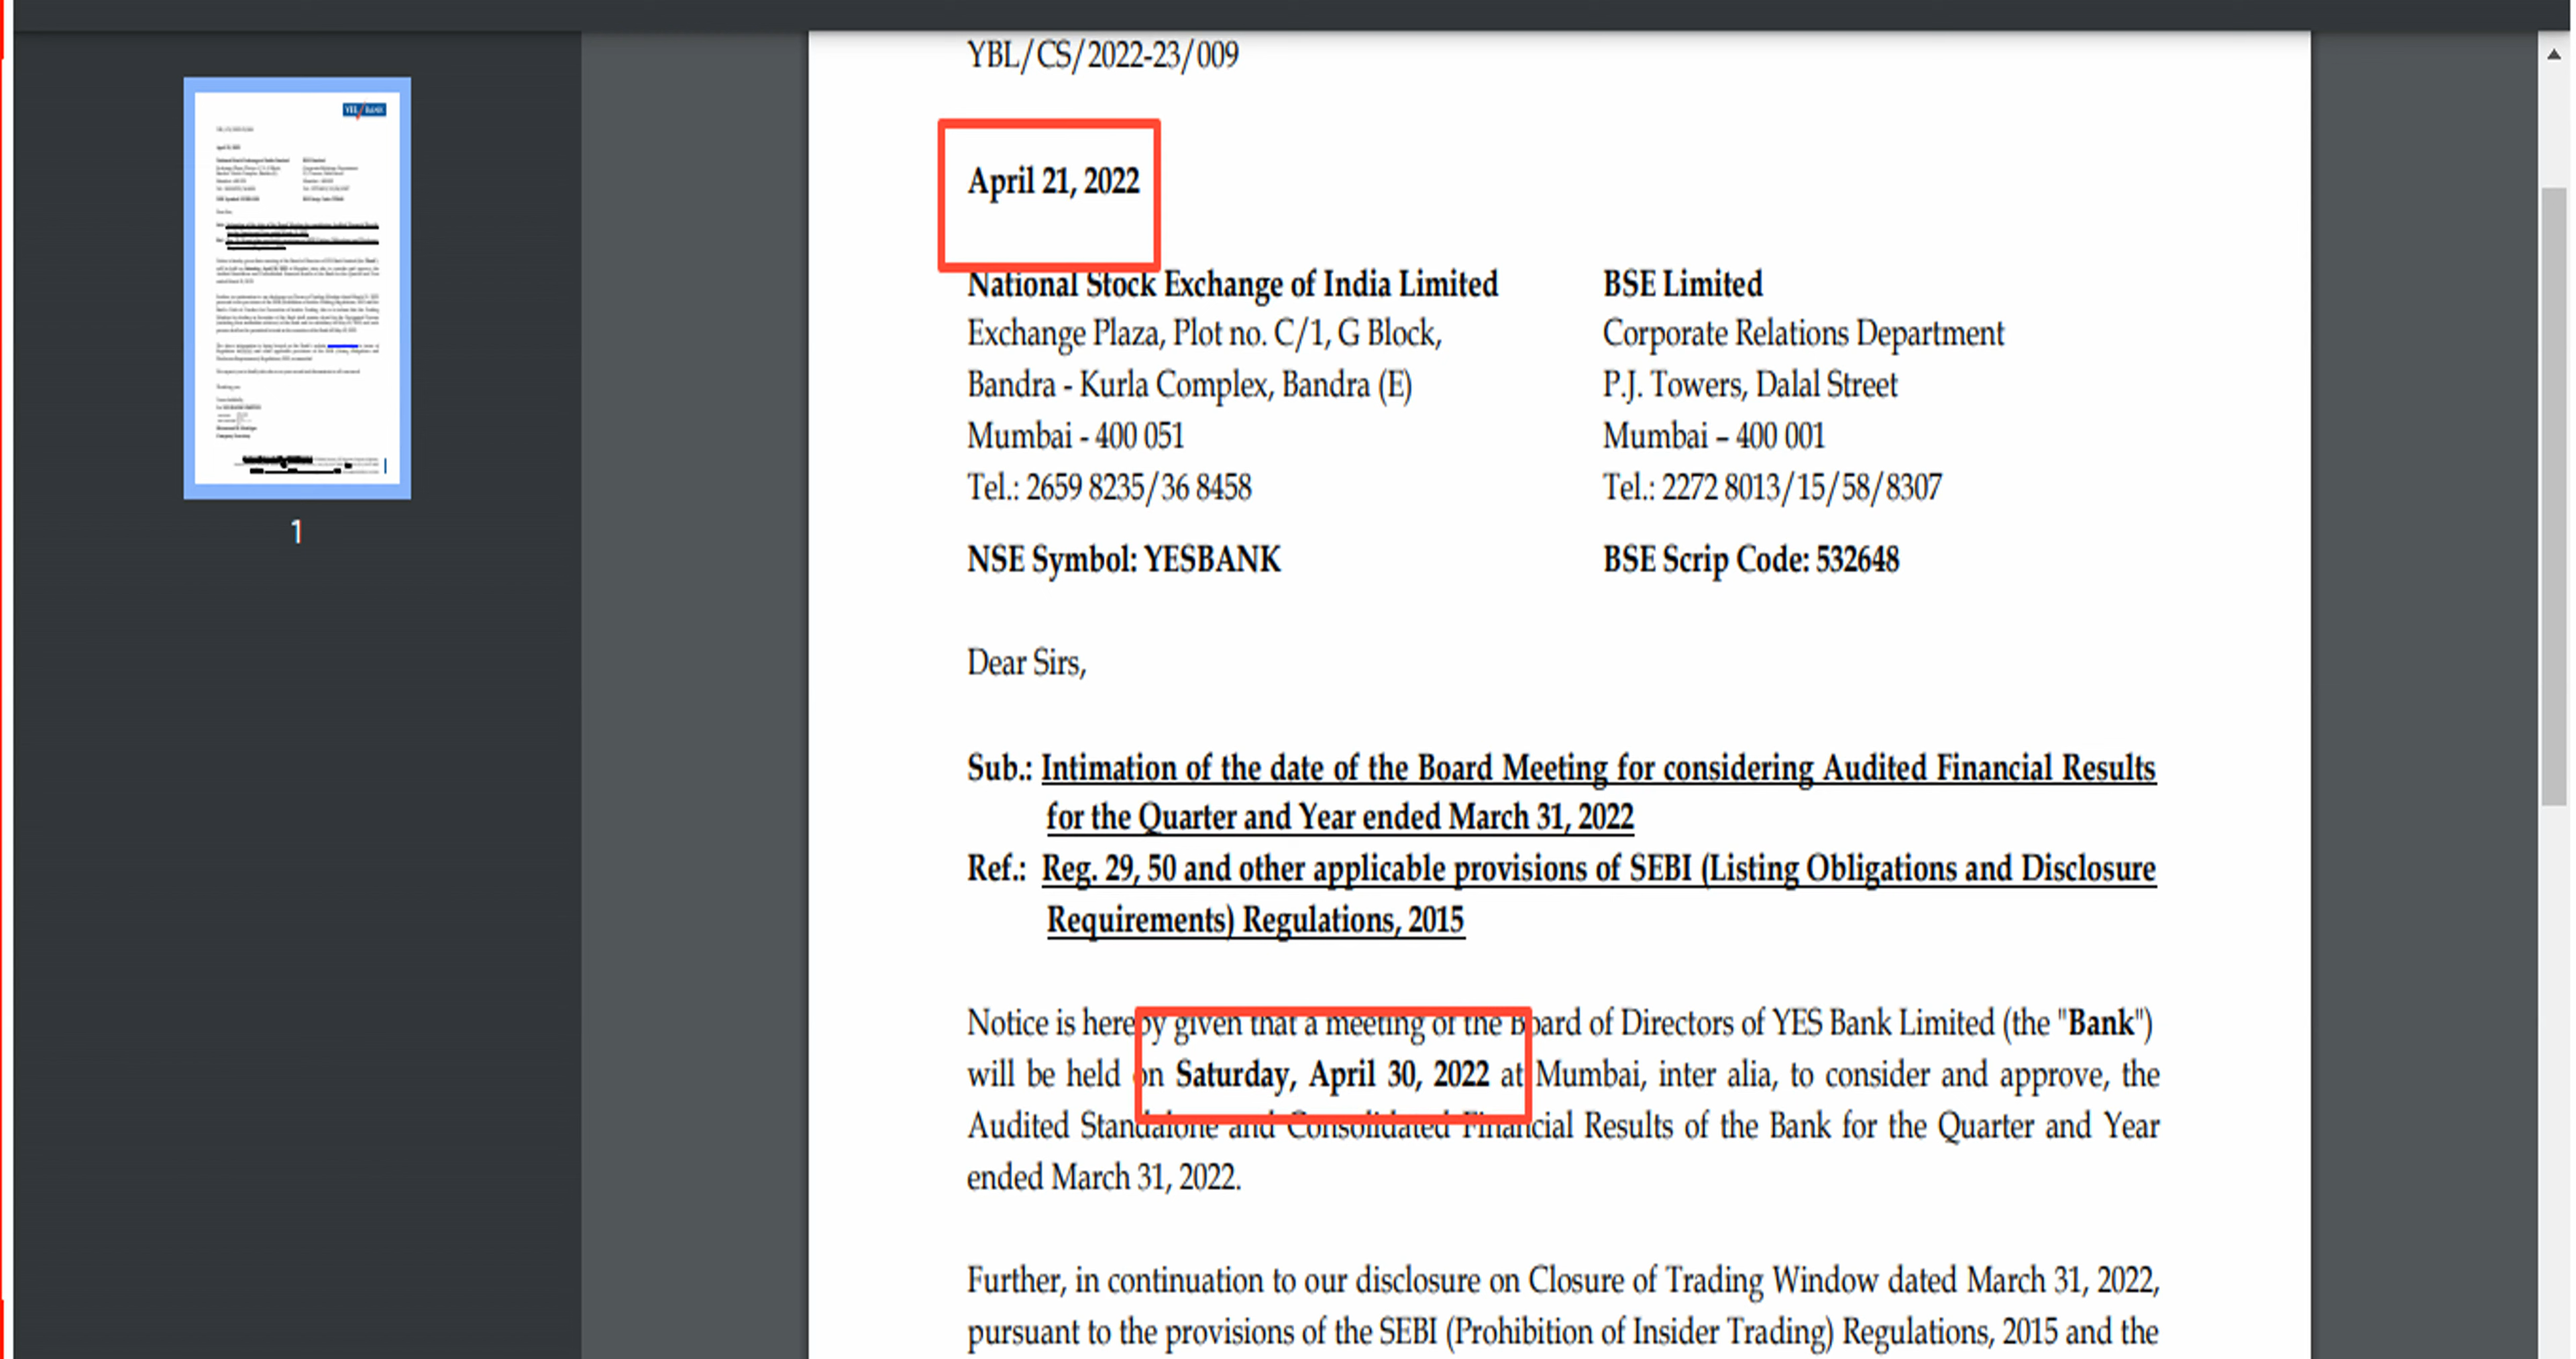 YBL/CS/2022-23/009
April 21, 2022
National Stock Exchange of India Limited
Exchange Plaza, Plot no. C/1, G Block,
Bandra - Kurla Complex, Bandra (E)
Mumbai - 400 051
Tel.: 2659 8235/36 8458
NSE Symbol: YESBANK
BSE Limited
Corporate Relations Department
P.J. Towers, Dalal Street
Mumbai – 400 001
Tel.: 2272 8013/15/58/8307
BSE Scrip Code: 532648
Dear Sirs,
Sub.: Intimation of the date of the Board Meeting for considering Audited Financial Results
for the Quarter and Year ended March 31, 2022
Ref.: Reg. 29, 50 and other applicable provisions of SEBI (Listing Obligations and Disclosure
Requirements) Regulations, 2015
Notice is hereby given that a meeting of the Board of Directors of YES Bank Limited (the "Bank")
will be held on Saturday, April 30, 2022 at Mumbai, inter alia, to consider and approve, the
Audited Standalone and Consolidated Financial Results of the Bank for the Quarter and Year
ended March 31, 2022.
Further, in continuation to our disclosure on Closure of Trading Window dated March 31, 2022,
pursuant to the provisions of the SEBI (Prohibition of Insider Trading) Regulations, 2015 and the
1